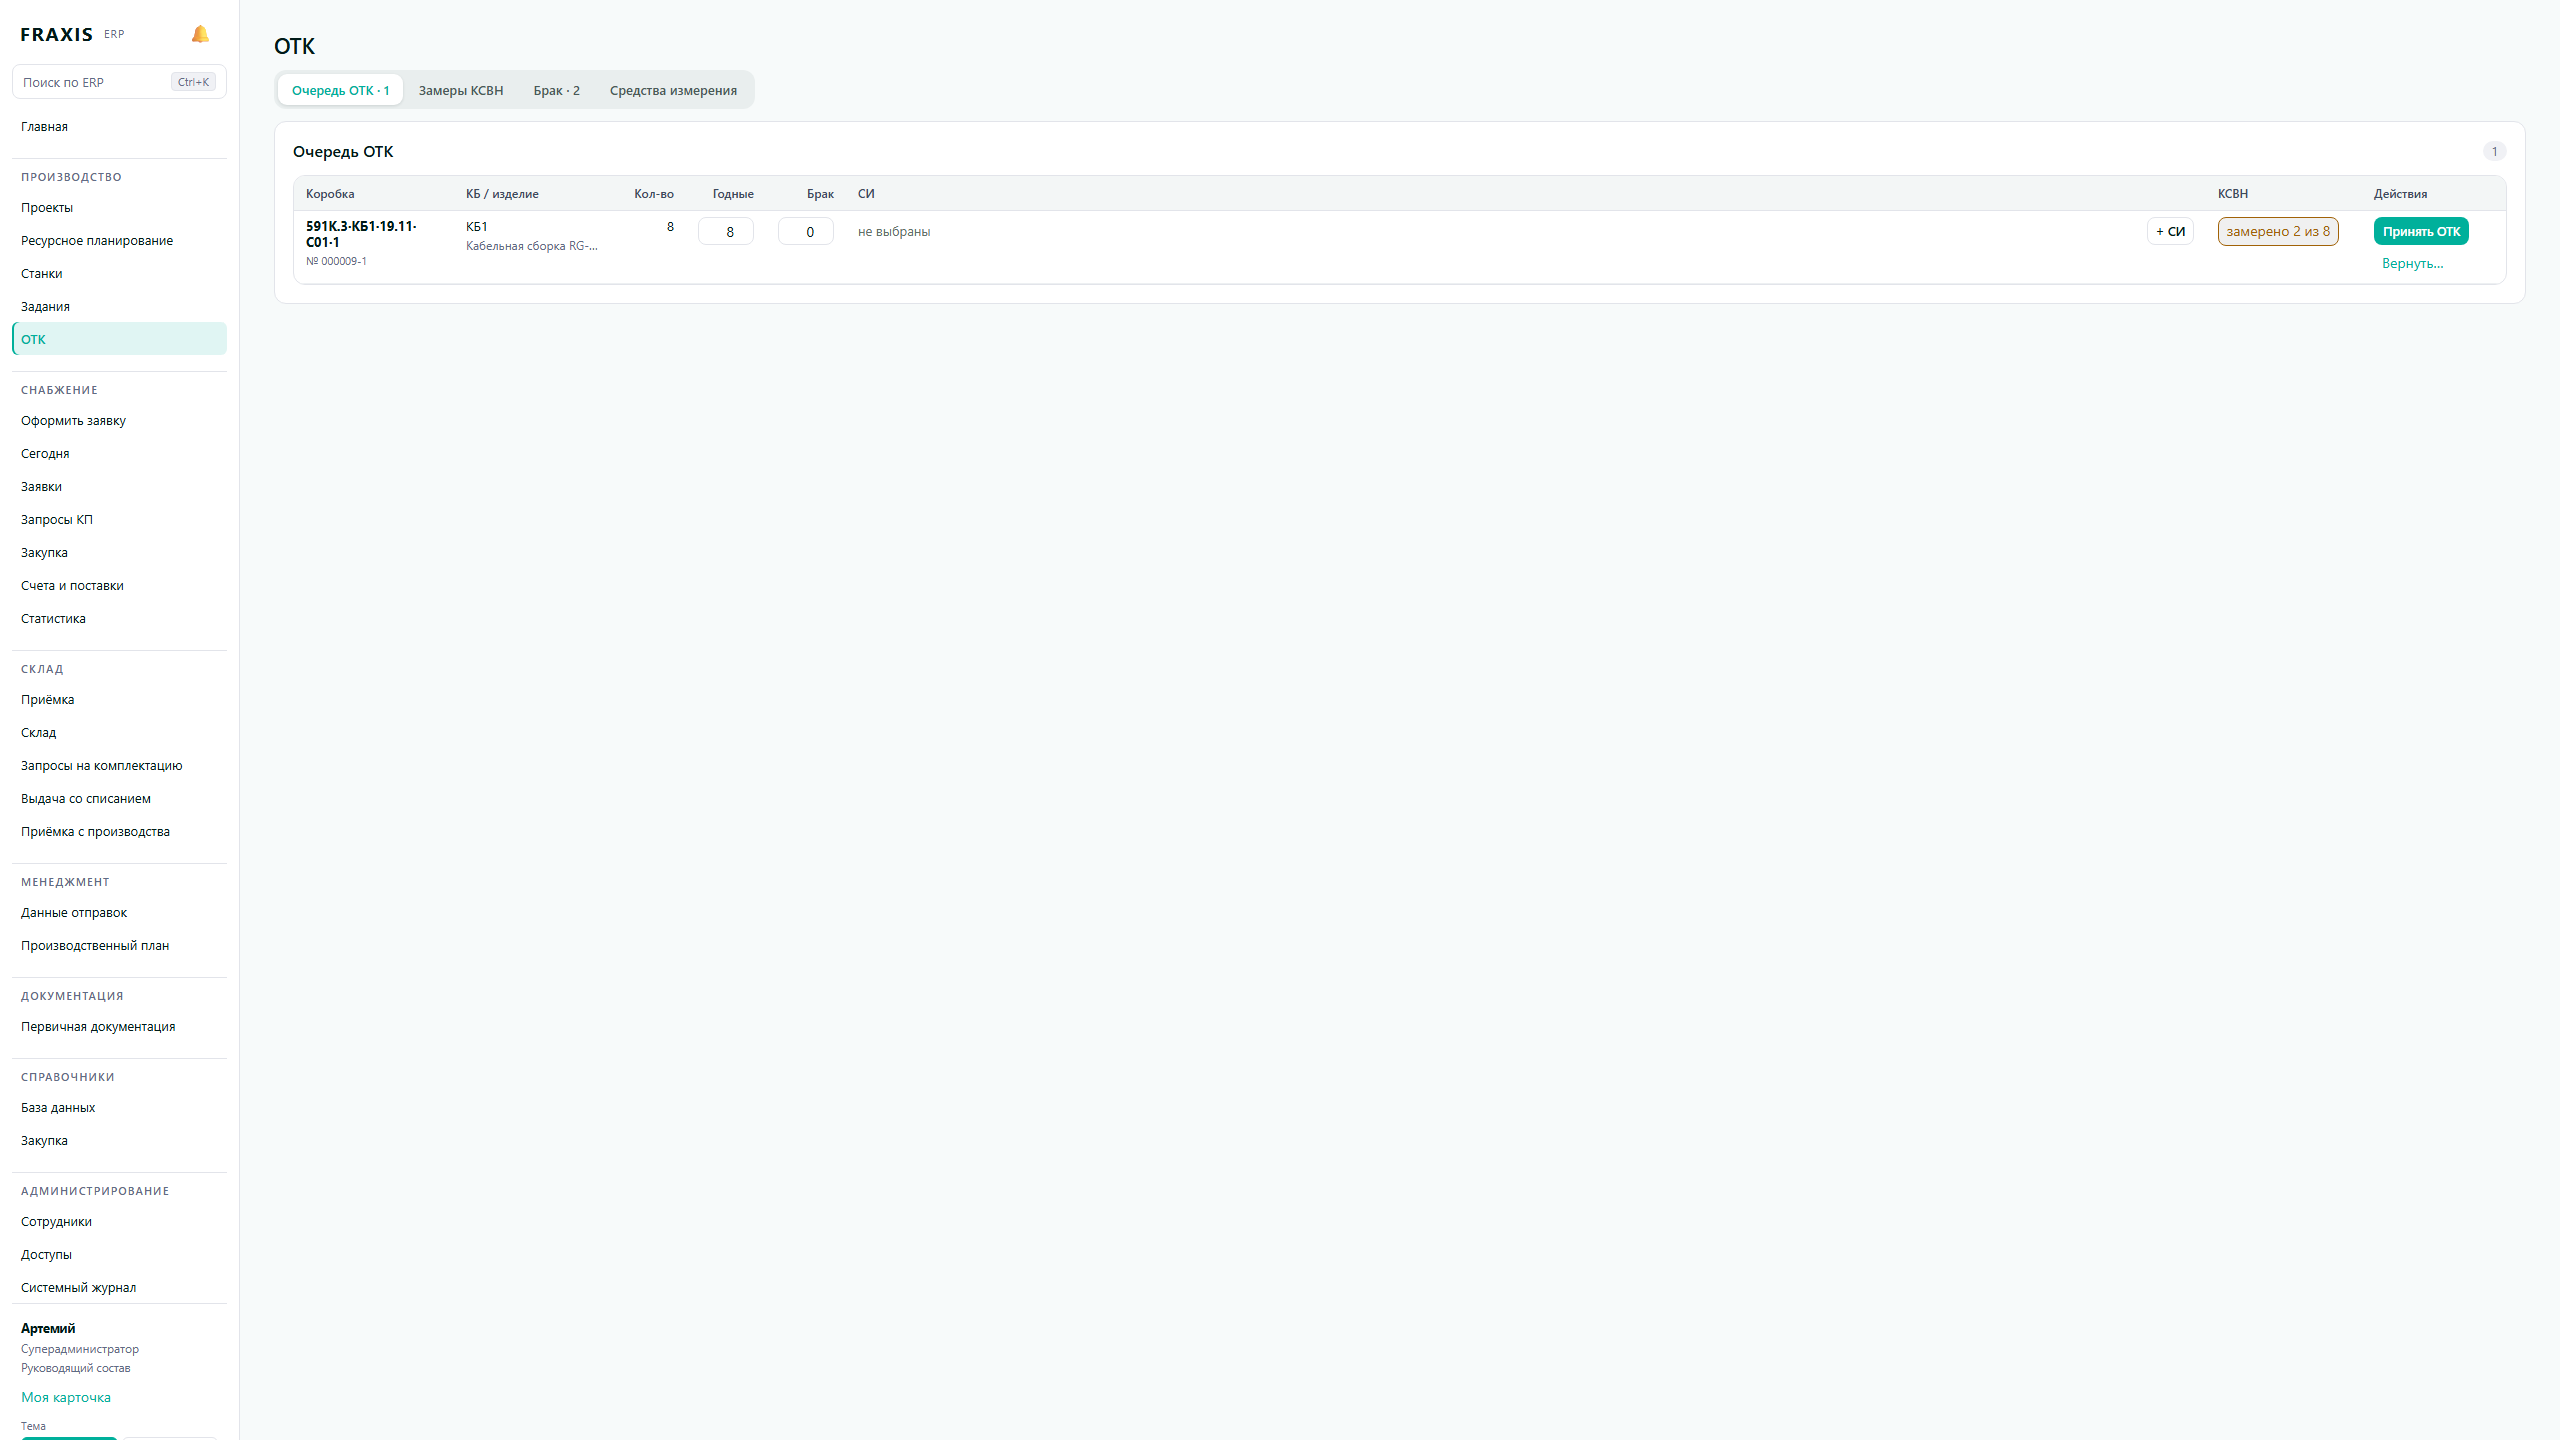 FRAXIS ERP
Поиск по ERP Ctrl+K
Главная
ПРОИЗВОДСТВО
Проекты
Ресурсное планирование
Станки
Задания
ОТК
СНАБЖЕНИЕ
Оформить заявку
Сегодня
Заявки
Запросы КП
Закупка
Счета и поставки
Статистика
СКЛАД
Приёмка
Склад
Запросы на комплектацию
Выдача со списанием
Приёмка с производства
МЕНЕДЖМЕНТ
Данные отправок
Производственный план
ДОКУМЕНТАЦИЯ
Первичная документация
СПРАВОЧНИКИ
База данных
Закупка
АДМИНИСТРИРОВАНИЕ
Сотрудники
Доступы
Системный журнал
Артемий
Суперадминистратор
Руководящий состав
Моя карточка
Тема
ОТК
Очередь ОТК · 1 Замеры КСВН Брак · 2 Средства измерения
Очередь ОТК 1
Коробка КБ / изделие Кол-во Годные Брак СИ КСВН Действия
591К.3-КБ1-19.11- КБ1 8 8 0 не выбраны + СИ замерено 2 из 8 Принять ОТК
С01-1 Кабельная сборка RG-...
№ 000009-1 Вернуть...